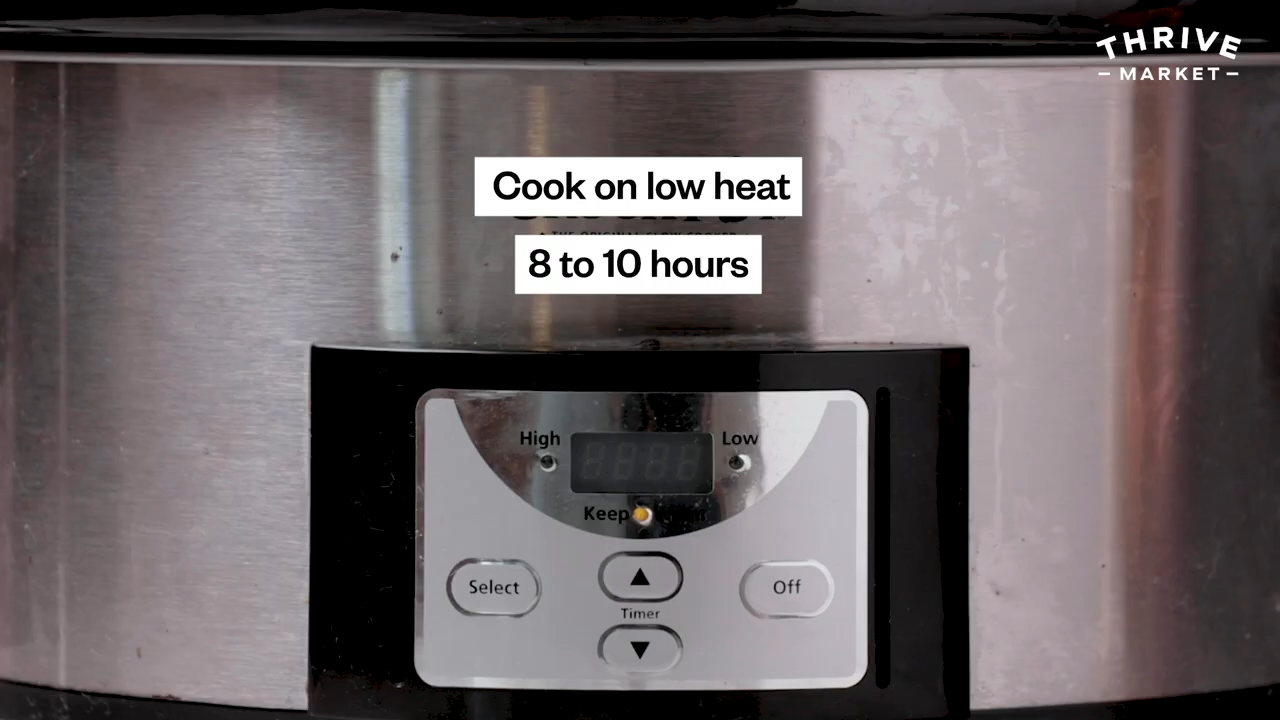 THRIVE
MARKET
Cook on low heat
8 to 10 hours
High
Low
Keep
Select
Off
Timer